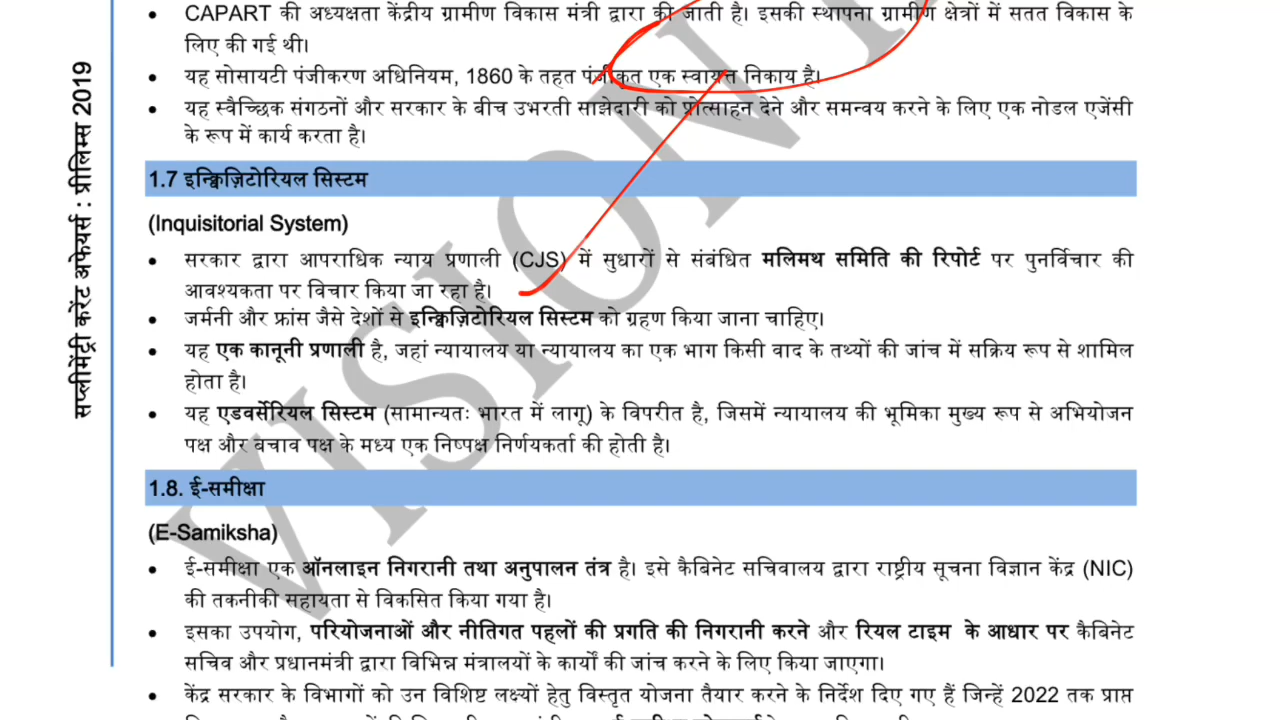 CAPART की अध्यक्षता केंद्रीय ग्रामीण विकास मंत्री द्वारा की जाती है। इसकी स्थापना ग्रामीण क्षेत्रों में सतत विकास के
लिए की गई थी।
यह सोसायटी पंजीकरण अधिनियम, 1860 के तहत पंजीकृत एक स्वायत्त निकाय है।
यह स्वैच्छिक संगठनों और सरकार के बीच उभरती साझेदारी को प्रोत्साहन देने और समन्वय करने के लिए एक नोडल एजेंसी
के रूप में कार्य करता है।
सप्लीमेंट्री करेंट अफेयर्स : प्रीलिम्स 2019
1.7 इन्क्विज़िटोरियल सिस्टम
(Inquisitorial System)
सरकार द्वारा आपराधिक न्याय प्रणाली (CJS) में सुधारों से संबंधित मलिमथ समिति की रिपोर्ट पर पुनर्विचार की
आवश्यकता पर विचार किया जा रहा है।
जर्मनी और फ्रांस जैसे देशों से इन्क्विज़िटोरियल सिस्टम को ग्रहण किया जाना चाहिए।
यह एक कानूनी प्रणाली है, जहां न्यायालय या न्यायालय का एक भाग किसी वाद के तथ्यों की जांच में सक्रिय रूप से शामिल
होता है।
यह एडवर्सेरियल सिस्टम (सामान्यतः भारत में लागू) के विपरीत है, जिसमें न्यायालय की भूमिका मुख्य रूप से अभियोजन
पक्ष और बचाव पक्ष के मध्य एक निष्पक्ष निर्णयकर्ता की होती है।
1.8. ई-समीक्षा
(E-Samiksha)
ई-समीक्षा एक ऑनलाइन निगरानी तथा अनुपालन तंत्र है। इसे कैबिनेट सचिवालय द्वारा राष्ट्रीय सूचना विज्ञान केंद्र (NIC)
की तकनीकी सहायता से विकसित किया गया है।
इसका उपयोग, परियोजनाओं और नीतिगत पहलों की प्रगति की निगरानी करने और रियल टाइम के आधार पर कैबिनेट
सचिव और प्रधानमंत्री द्वारा विभिन्न मंत्रालयों के कार्यों की जांच करने के लिए किया जाएगा।
केंद्र सरकार के विभागों को उन विशिष्ट लक्ष्यों हेतु विस्तृत योजना तैयार करने के निर्देश दिए गए हैं जिन्हें 2022 तक प्राप्त
VISION